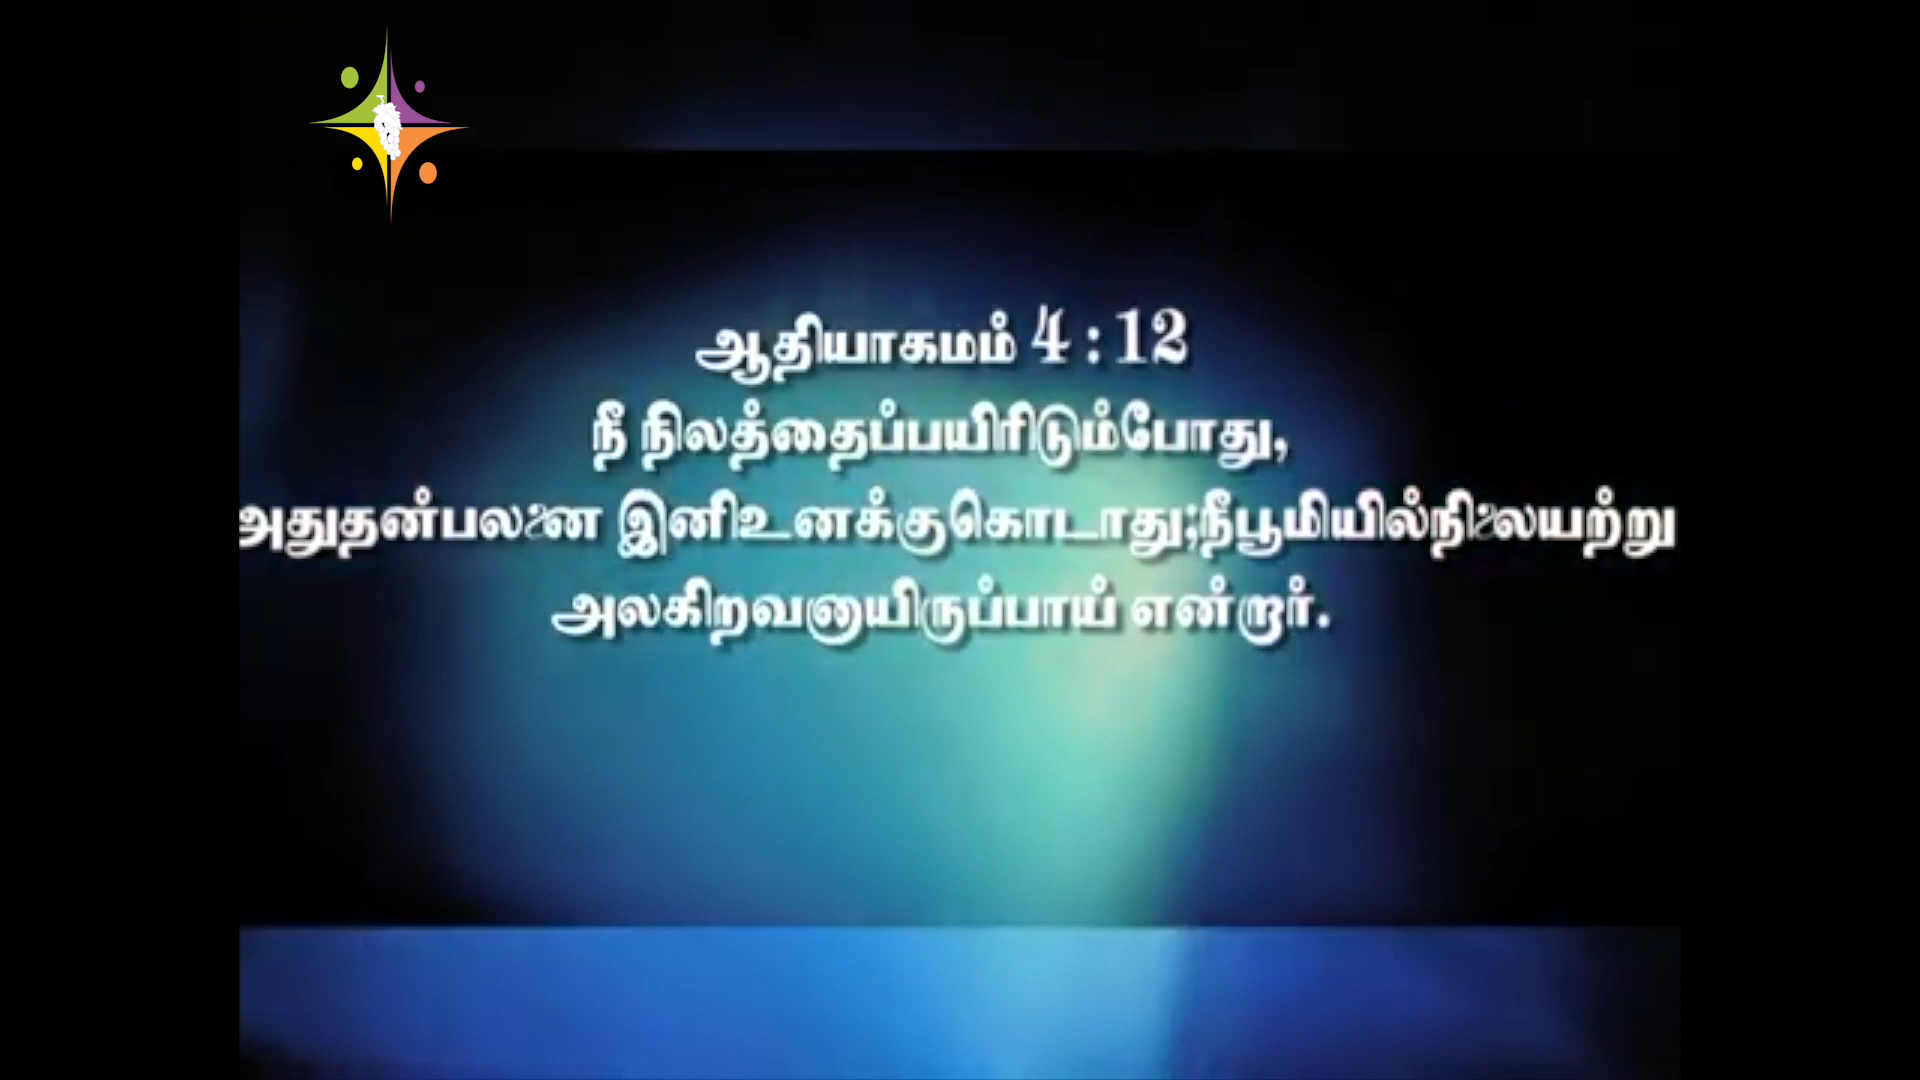 ஆதியாகமம் 4 : 12
நீ நிலத்தைப்பயிரிடும்போது,
அதுதன்பலனை இனிஉனக்குகொடாது;நீபூமியில்நிலையற்று
அலகிறவனாயிருப்பாய் என்றார்.